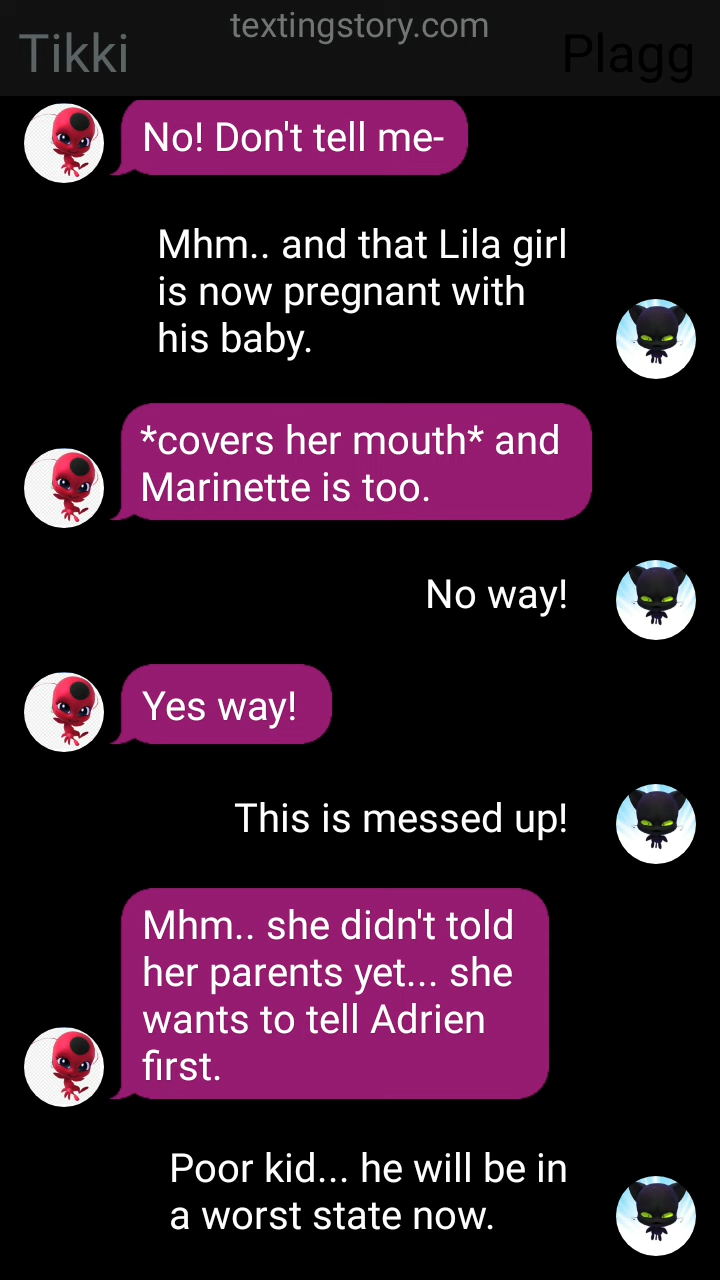 textingstory.com
Tikki
Plagg
No! Don't tell me-
Mhm.. and that Lila girl
is now pregnant with
his baby.
*covers her mouth* and
Marinette is too.
No way!
Yes way!
This is messed up!
Mhm.. she didn't told
her parents yet... she
wants to tell Adrien
first.
Poor kid... he will be in
a worst state now.